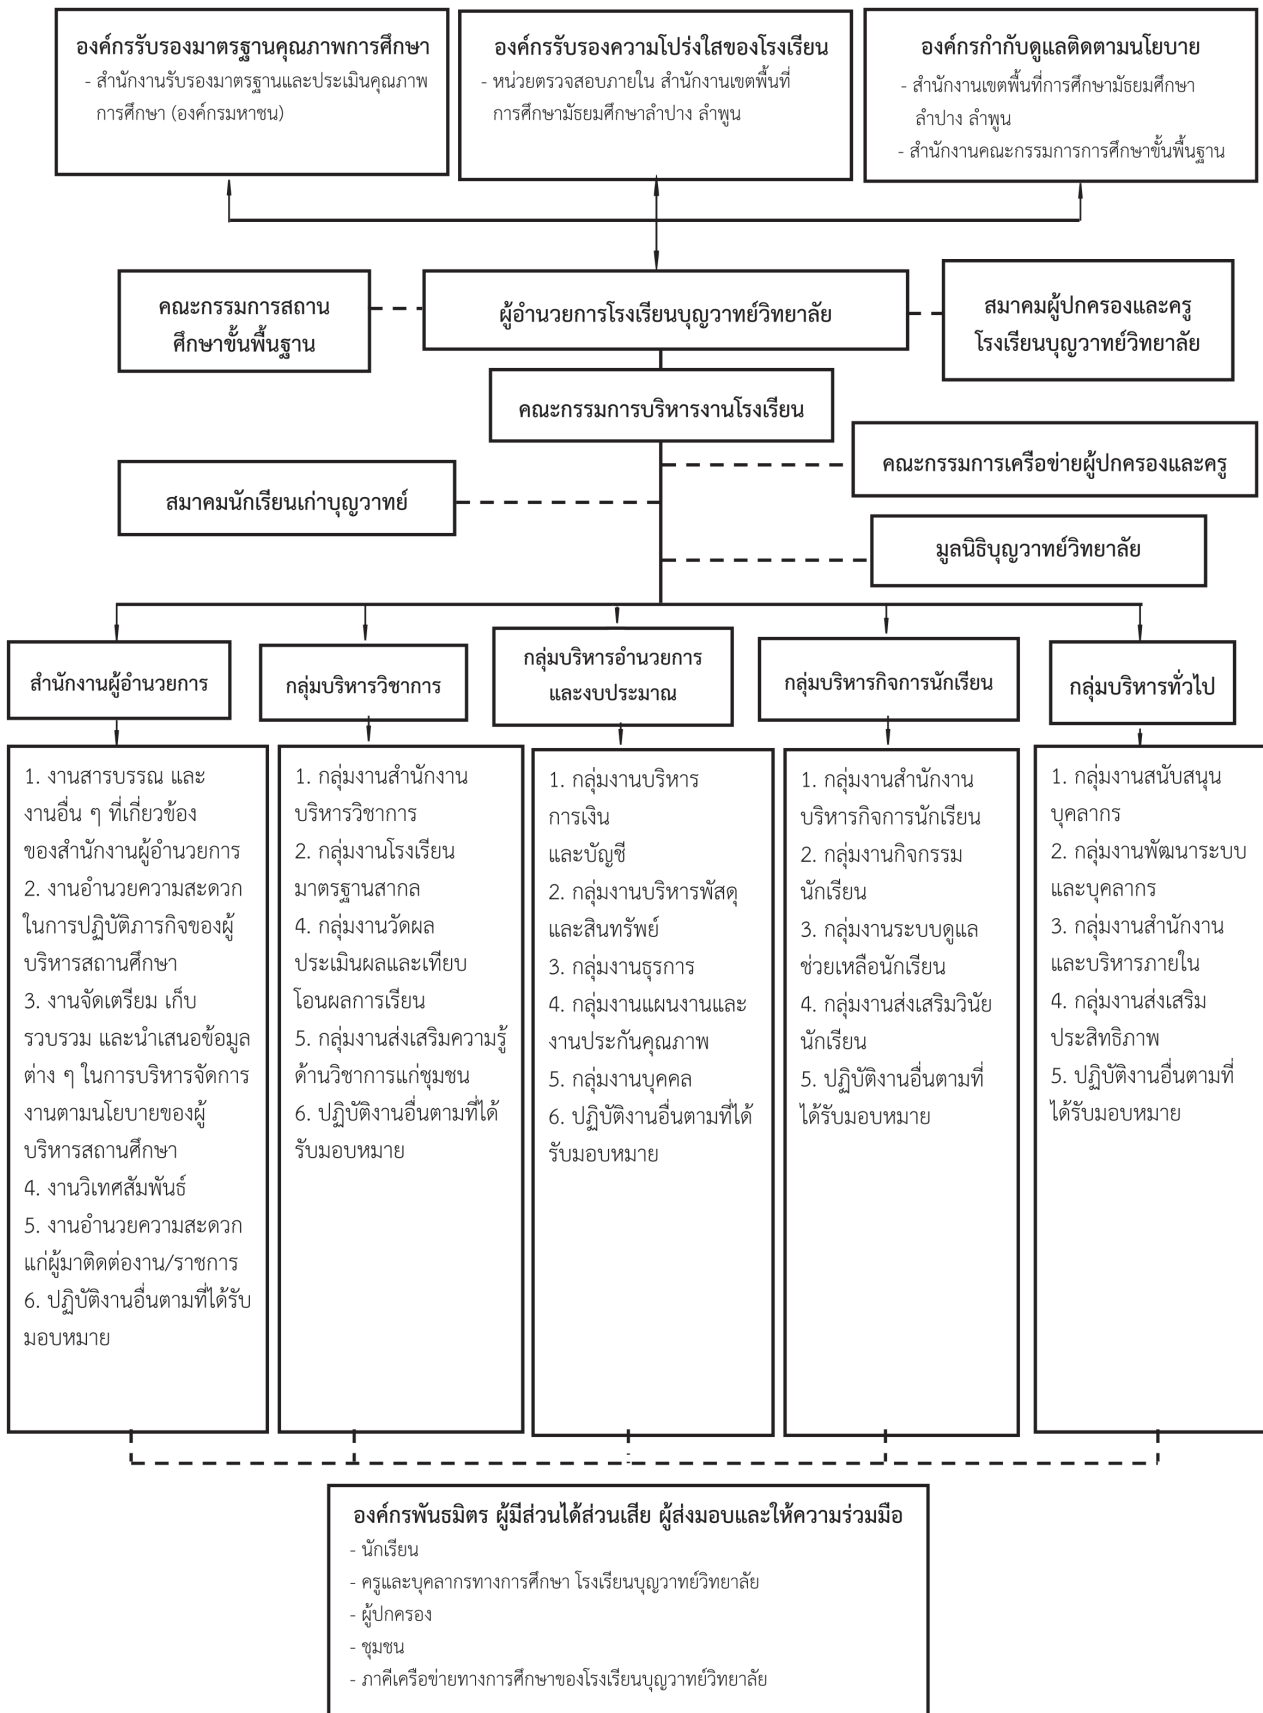 องค์กรรับรองมาตรฐานคุณภาพการศึกษา
- สำนักงานรับรองมาตรฐานและประเมินคุณภาพ
การศึกษา (องค์กรมหาชน)
องค์กรรับรองความโปร่งใสของโรงเรียน
- หน่วยตรวจสอบภายใน สำนักงานเขตพื้นที่
การศึกษามัธยมศึกษาลำปาง ลำพูน
องค์กรกำกับดูแลติดตามนโยบาย
- สำนักงานเขตพื้นที่การศึกษามัธยมศึกษา
ลำปาง ลำพูน
- สำนักงานคณะกรรมการการศึกษาขั้นพื้นฐาน
คณะกรรมการสถาน
ศึกษาขั้นพื้นฐาน
ผู้อำนวยการโรงเรียนบุญวาทย์วิทยาลัย
สมาคมผู้ปกครองและครู
โรงเรียนบุญวาทย์วิทยาลัย
คณะกรรมการบริหารงานโรงเรียน
คณะกรรมการเครือข่ายผู้ปกครองและครู
สมาคมนักเรียนเก่าบุญวาทย์
มูลนิธิบุญวาทย์วิทยาลัย
สำนักงานผู้อำนวยการ
กลุ่มบริหารวิชาการ
กลุ่มบริหารอำนวยการ
และงบประมาณ
กลุ่มบริหารกิจการนักเรียน
กลุ่มบริหารทั่วไป
1. งานสารบรรณ และ
งานอื่น ๆ ที่เกี่ยวข้อง
ของสำนักงานผู้อำนวยการ
2. งานอำนวยความสะดวก
ในการปฏิบัติภารกิจของผู้
บริหารสถานศึกษา
3. งานจัดเตรียม เก็บ
รวบรวม และนำเสนอข้อมูล
ต่าง ๆ ในการบริหารจัดการ
งานตามนโยบายของผู้
บริหารสถานศึกษา
4. งานวิเทศสัมพันธ์
5. งานอำนวยความสะดวก
แก่ผู้มาติดต่องาน/ราชการ
6. ปฏิบัติงานอื่นตามที่ได้รับ
มอบหมาย
1. กลุ่มงานสำนักงาน
บริหารวิชาการ
2. กลุ่มงานโรงเรียน
มาตรฐานสากล
4. กลุ่มงานวัดผล
ประเมินผลและเทียบ
โอนผลการเรียน
5. กลุ่มงานส่งเสริมความรู้
ด้านวิชาการแก่ชุมชน
6. ปฏิบัติงานอื่นตามที่ได้
รับมอบหมาย
1. กลุ่มงานบริหาร
การเงิน
และบัญชี
2. กลุ่มงานบริหารพัสดุ
และสินทรัพย์
3. กลุ่มงานธุรการ
4. กลุ่มงานแผนงานและ
งานประกันคุณภาพ
5. กลุ่มงานบุคคล
6. ปฏิบัติงานอื่นตามที่ได้
รับมอบหมาย
1. กลุ่มงานสำนักงาน
บริหารกิจการนักเรียน
2. กลุ่มงานกิจกรรม
นักเรียน
3. กลุ่มงานระบบดูแล
ช่วยเหลือนักเรียน
4. กลุ่มงานส่งเสริมวินัย
นักเรียน
5. ปฏิบัติงานอื่นตามที่
ได้รับมอบหมาย
1. กลุ่มงานสนับสนุน
บุคลากร
2. กลุ่มงานพัฒนาระบบ
และบุคลากร
3. กลุ่มงานสำนักงาน
และบริหารภายใน
4. กลุ่มงานส่งเสริม
ประสิทธิภาพ
5. ปฏิบัติงานอื่นตามที่
ได้รับมอบหมาย
องค์กรพันธมิตร ผู้มีส่วนได้ส่วนเสีย ผู้ส่งมอบและให้ความร่วมมือ
- นักเรียน
- ครูและบุคลากรทางการศึกษา โรงเรียนบุญวาทย์วิทยาลัย
- ผู้ปกครอง
- ชุมชน
- ภาคีเครือข่ายทางการศึกษาของโรงเรียนบุญวาทย์วิทยาลัย